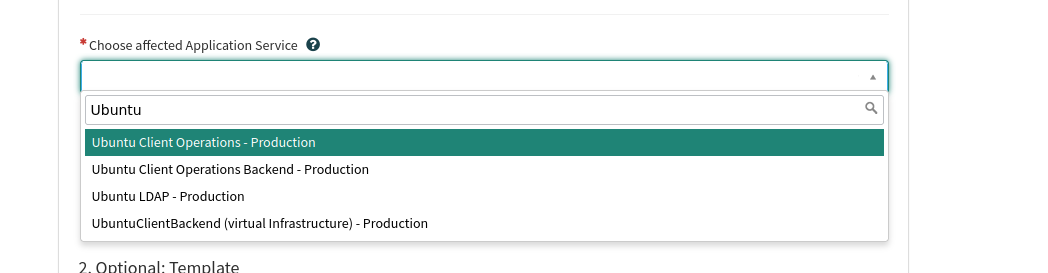 * Choose affected Application Service ?
Ubuntu
Ubuntu Client Operations - Production
Ubuntu Client Operations Backend - Production
Ubuntu LDAP - Production
UbuntuClientBackend (virtual Infrastructure) - Production
2. Optional: Template